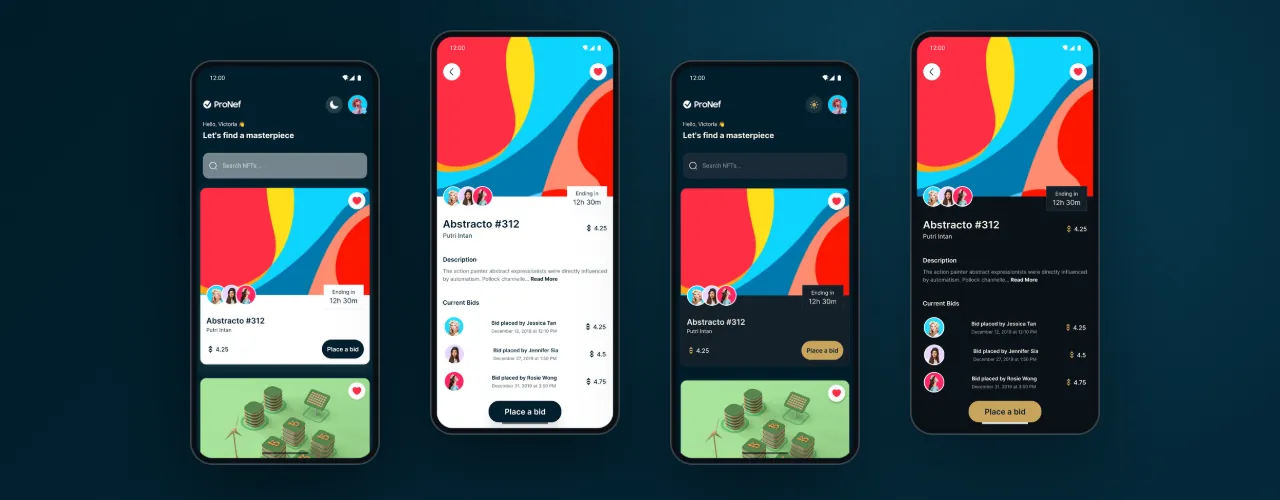 12:00
ProNef
Hello, Victoria 👋
Let's find a masterpiece
Search NFTs...
Ending in
12h 30m
Abstracto #312
Putri Intan
4.25
Place a bid
12:00
Ending in
12h 30m
Abstracto #312
Putri Intan
4.25
Description
The action painter abstract expressionists were directly influenced
by automatism. Pollock channelle... Read More
Current Bids
Bid placed by Jessica Tan
December 12, 2019 at 12:10 PM
4.25
Bid placed by Jennifer Sia
December 27, 2019 at 1:50 PM
4.5
Bid placed by Rosie Wong
December 31, 2019 at 3:50 PM
4.75
Place a bid
12:00
ProNef
Hello, Victoria 👋
Let's find a masterpiece
Search NFTs...
Ending in
12h 30m
Abstracto #312
Putri Intan
4.25
Place a bid
12:00
Ending in
12h 30m
Abstracto #312
Putri Intan
4.25
Description
The action painter abstract expressionists were directly influenced
by automatism. Pollock channelle... Read More
Current Bids
Bid placed by Jessica Tan
December 12, 2019 at 12:10 PM
4.25
Bid placed by Jennifer Sia
December 27, 2019 at 1:50 PM
4.5
Bid placed by Rosie Wong
December 31, 2019 at 3:50 PM
4.75
Place a bid